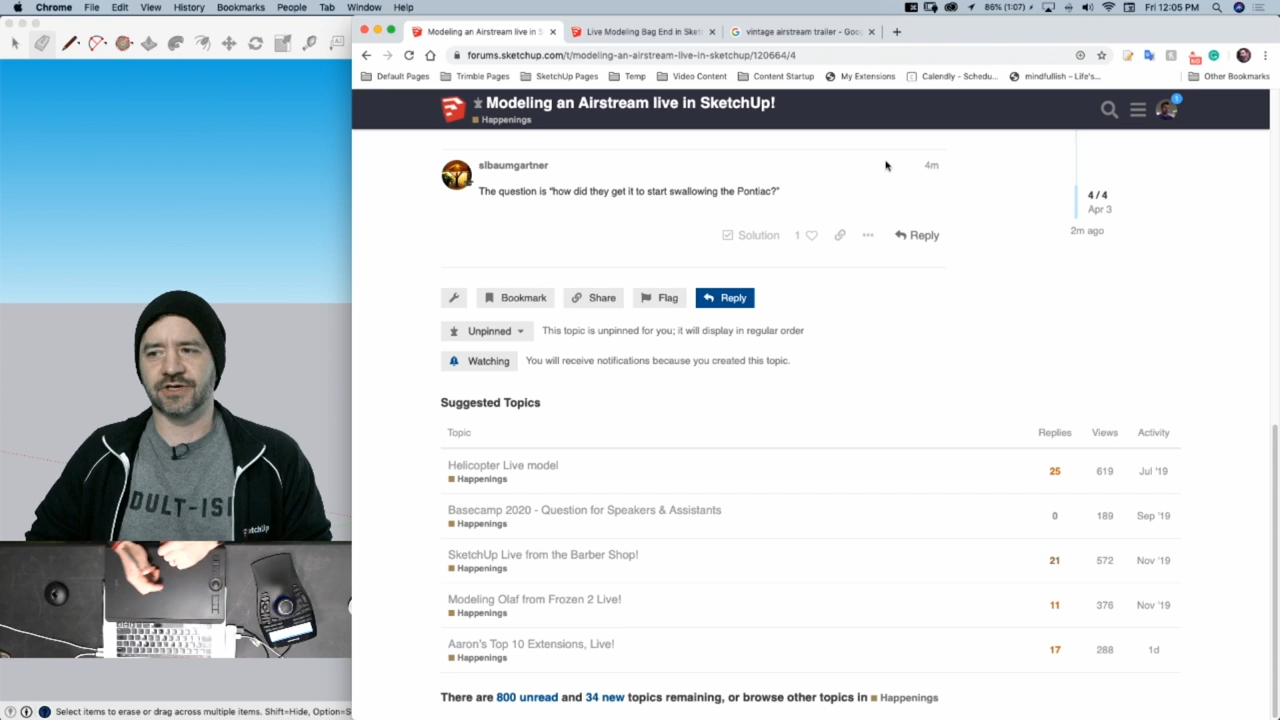 Chrome File Edit View History Bookmarks People Tab Window Help
86% (1:07) Fri 12:05 PM
Modeling an Airstream live in S
Live Modeling Bag End in Sket
vintage airstream trailer - Goo
forums.sketchup.com/t/modeling-an-airstream-live-in-sketchup/120664/4
Default Pages Trimble Pages SketchUp Pages Temp Video Content Content Startup My Extensions Calendly - Schedu... mindfullish – Life's... Other Bookmarks
Modeling an Airstream live in SketchUp!
Happenings
1
slbaumgartner 4m
The question is “how did they get it to start swallowing the Pontiac?”
4 / 4
Apr 3
2m ago
Solution 1 Reply
Bookmark Share Flag Reply
Unpinned This topic is unpinned for you; it will display in regular order
Watching You will receive notifications because you created this topic.
Suggested Topics
Topic Replies Views Activity
Helicopter Live model 25 619 Jul '19
Happenings
Basecamp 2020 - Question for Speakers & Assistants 0 189 Sep '19
Happenings
SketchUp Live from the Barber Shop! 21 572 Nov '19
Happenings
Modeling Olaf from Frozen 2 Live! 11 376 Nov '19
Happenings
Aaron's Top 10 Extensions, Live! 17 288 1d
Happenings
There are 800 unread and 34 new topics remaining, or browse other topics in Happenings
DULT-IS
SketchUp
Select items to erase or drag across multiple items. Shift=Hide, Option=S